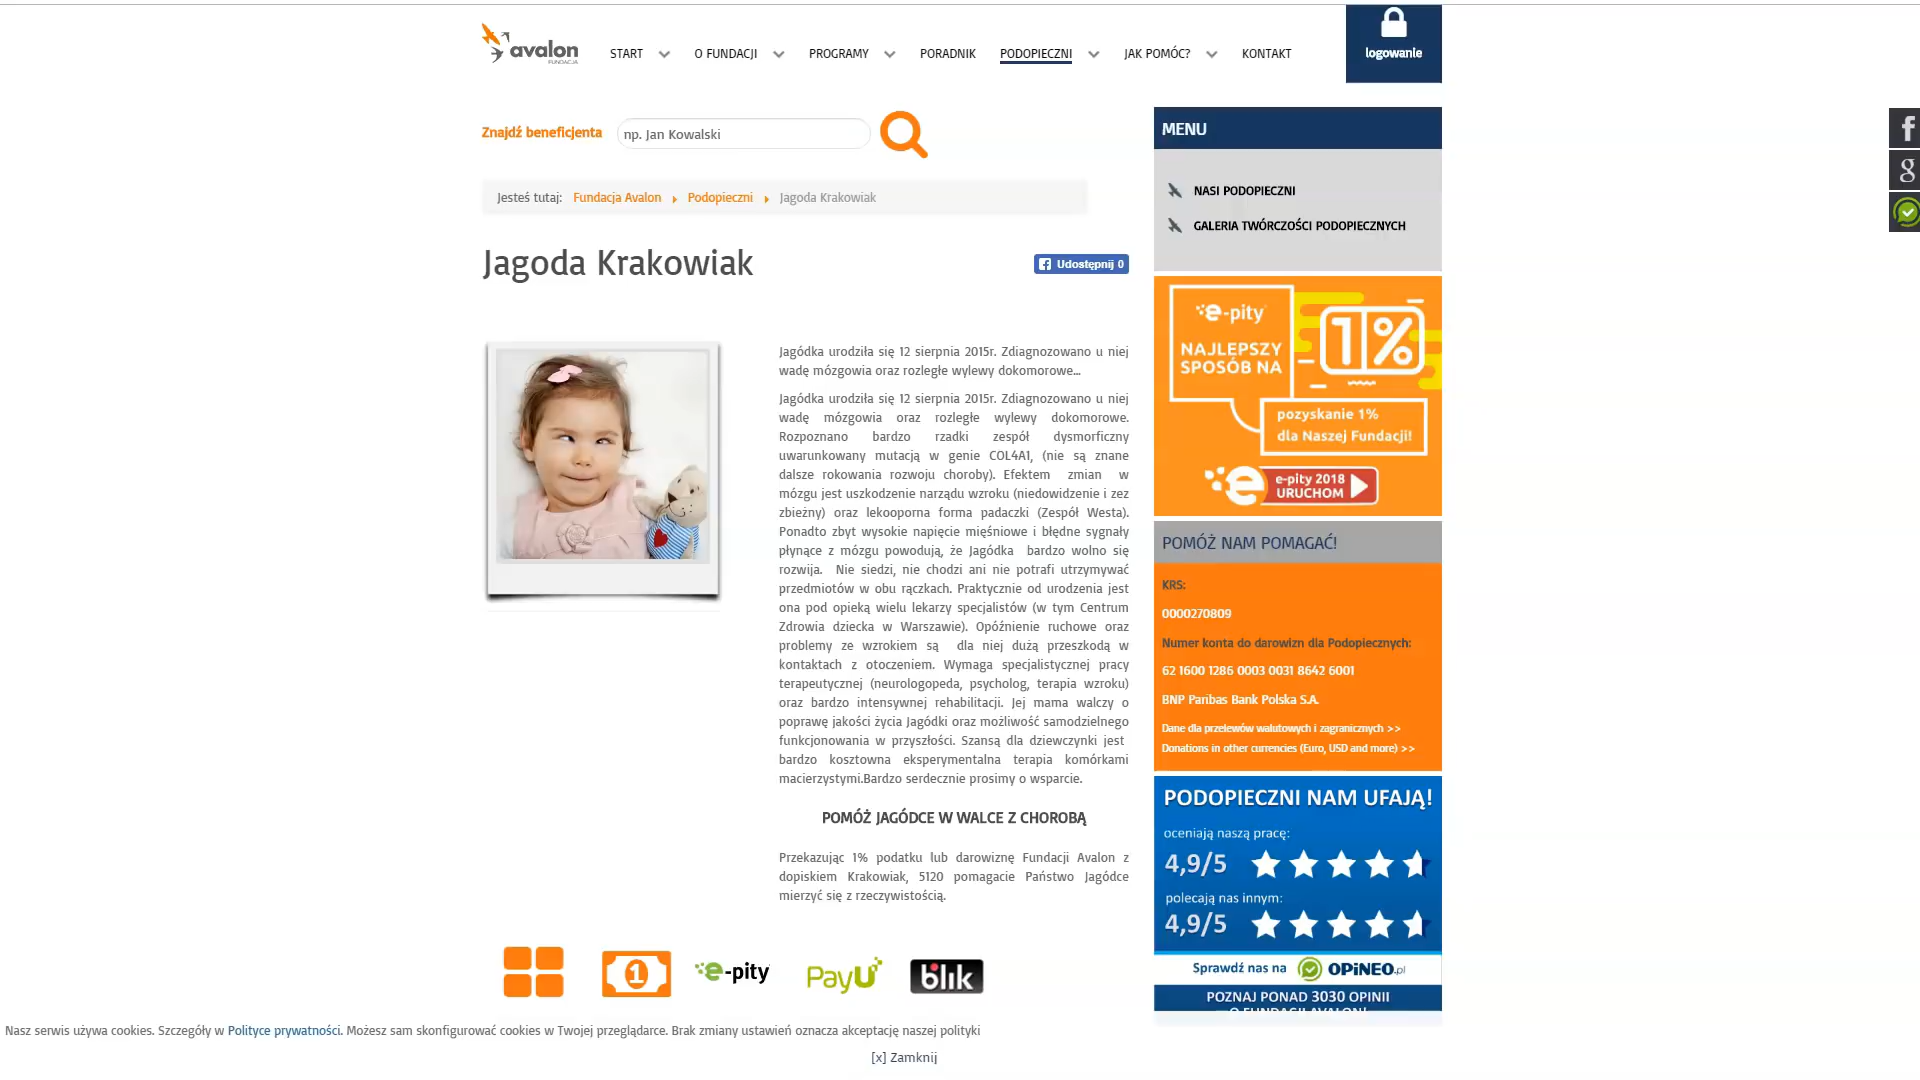 avalon
FUNDACJA
START
O FUNDACJI
PROGRAMY
PORADNIK
PODOPIECZNI
JAK POMÓC?
KONTAKT
logowanie
Znajdź beneficjenta
np. Jan Kowalski
Jesteś tutaj: Fundacja Avalon Podopieczni Jagoda Krakowiak
Jagoda Krakowiak
Udostępnij 0
Jagódka urodziła się 12 sierpnia 2015r. Zdiagnozowano u niej
wadę mózgowia oraz rozległe wylewy dokomorowe...
Jagódka urodziła się 12 sierpnia 2015r. Zdiagnozowano u niej
wadę mózgowia oraz rozległe wylewy dokomorowe.
Rozpoznano bardzo rzadki zespół dysmorficzny
uwarunkowany mutacją w genie COL4A1, (nie są znane
dalsze rokowania rozwoju choroby). Efektem zmian w
mózgu jest uszkodzenie narządu wzroku (niedowidzenie i zez
zbieżny) oraz lekooporna forma padaczki (Zespół Westa).
Ponadto zbyt wysokie napięcie mięśniowe i błędne sygnały
płynące z mózgu powodują, że Jagódka bardzo wolno się
rozwija. Nie siedzi, nie chodzi ani nie potrafi utrzymywać
przedmiotów w obu rączkach. Praktycznie od urodzenia jest
ona pod opieką wielu lekarzy specjalistów (w tym Centrum
Zdrowia dziecka w Warszawie). Opóźnienie ruchowe oraz
problemy ze wzrokiem są dla niej dużą przeszkodą w
kontaktach z otoczeniem. Wymaga specjalistycznej pracy
terapeutycznej (neurologopeda, psycholog, terapia wzroku)
oraz bardzo intensywnej rehabilitacji. Jej mama walczy o
poprawę jakości życia Jagódki oraz możliwość samodzielnego
funkcjonowania w przyszłości. Szansą dla dziewczynki jest
bardzo kosztowna eksperymentalna terapia komórkami
macierzystymi.Bardzo serdecznie prosimy o wsparcie.
POMÓŻ JAGÓDCE W WALCE Z CHOROBĄ
Przekazując 1% podatku lub darowiznę Fundacji Avalon z
dopiskiem Krakowiak, 5120 pomagacie Państwo Jagódce
mierzyć się z rzeczywistością.
1
e-pity
PayU
blik
MENU
NASI PODOPIECZNI
GALERIA TWÓRCZOŚCI PODOPIECZNYCH
e-pity
NAJLEPSZY
SPOSÓB NA
1%
pozyskanie 1%
dla Naszej Fundacji!
e
e-pity 2018
URUCHOM
POMÓŻ NAM POMAGAĆ!
KRS:
0000270809
Numer konta do darowizn dla Podopiecznych:
62 1600 1286 0003 0031 8642 6001
BNP Paribas Bank Polska S.A.
Dane dla przelewów walutowych i zagranicznych >>
Donations in other currencies (Euro, USD and more) >>
PODOPIECZNI NAM UFAJĄ!
oceniają naszą pracę:
4,9/5
polecają nas innym:
4,9/5
Sprawdź nas na OPiNEO.pl
POZNAJ PONAD 3030 OPINII
O FUNDACJI AVALON!
f
g
Nasz serwis używa cookies. Szczegóły w Polityce prywatności. Możesz sam skonfigurować cookies w Twojej przeglądarce. Brak zmiany ustawień oznacza akceptację naszej polityki
[x] Zamknij